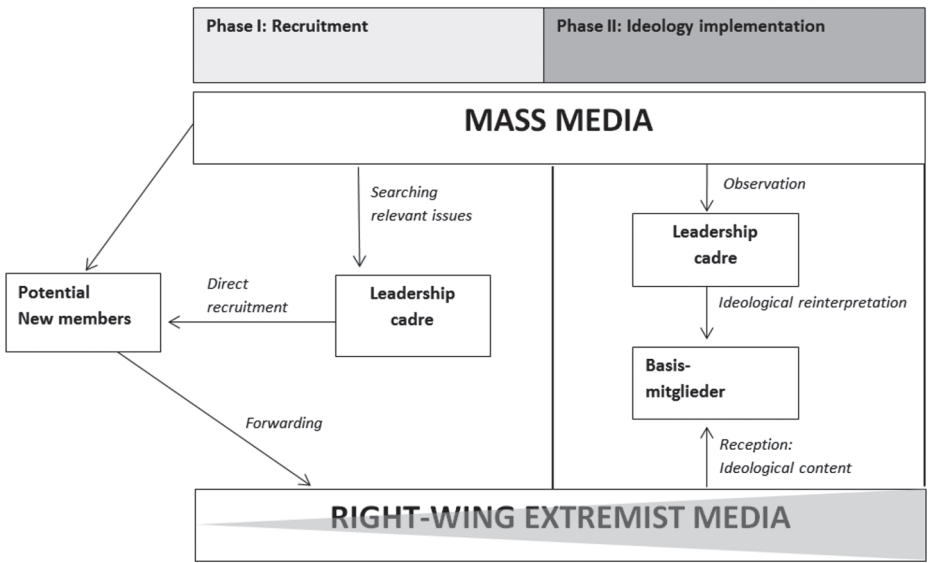 Phase I: Recruitment
Phase II: Ideology implementation
MASS MEDIA
Searching
relevant issues
Observation
Leadership
cadre
Direct
recruitment
Potential
New members
Leadership
cadre
Ideological reinterpretation
Basis-
mitglieder
Forwarding
Reception:
Ideological content
RIGHT-WING EXTREMIST MEDIA